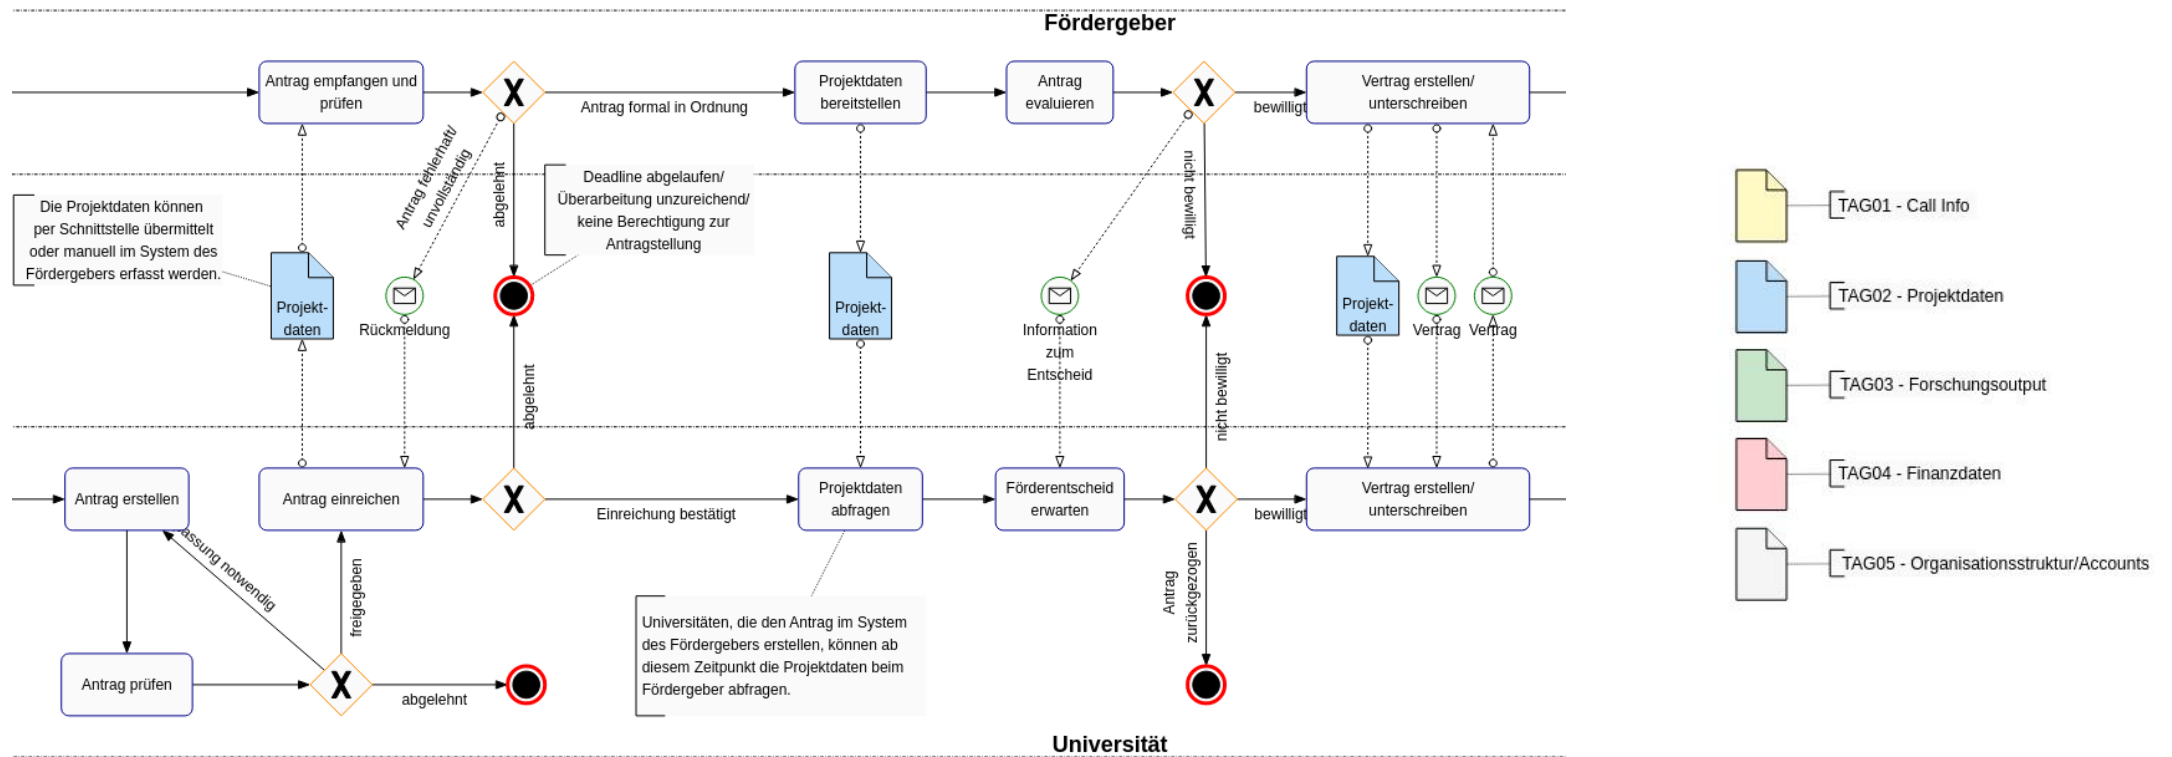 Fördergeber
Antrag empfangen und
prüfen
X
Antrag formal in Ordnung
Projektdaten
bereitstellen
Antrag
evaluieren
X
bewilligt
Vertrag erstellen/
unterschreiben
Antrag fehlerhaft/
unvollständig
abgelehnt
Deadline abgelaufen/
Überarbeitung unzureichend/
keine Berechtigung zur
Antragstellung
nicht bewilligt
Die Projektdaten können
per Schnittstelle übermittelt
oder manuell im System des
Fördergebers erfasst werden.
Projekt-
daten
Rückmeldung
Projekt-
daten
Information
zum
Entscheid
Projekt-
daten
Vertrag
Vertrag
abgelehnt
nicht bewilligt
Antrag erstellen
Antrag einreichen
X
Einreichung bestätigt
Projektdaten
abfragen
Förderentscheid
erwarten
X
bewilligt
Vertrag erstellen/
unterschreiben
assung notwendig
freigegeben
Antrag
zurückgezogen
Antrag prüfen
X
abgelehnt
Universitäten, die den Antrag im System
des Fördergebers erstellen, können ab
diesem Zeitpunkt die Projektdaten beim
Fördergeber abfragen.
Universität
TAG01 - Call Info
TAG02 - Projektdaten
TAG03 - Forschungsoutput
TAG04 - Finanzdaten
TAG05 - Organisationsstruktur/Accounts